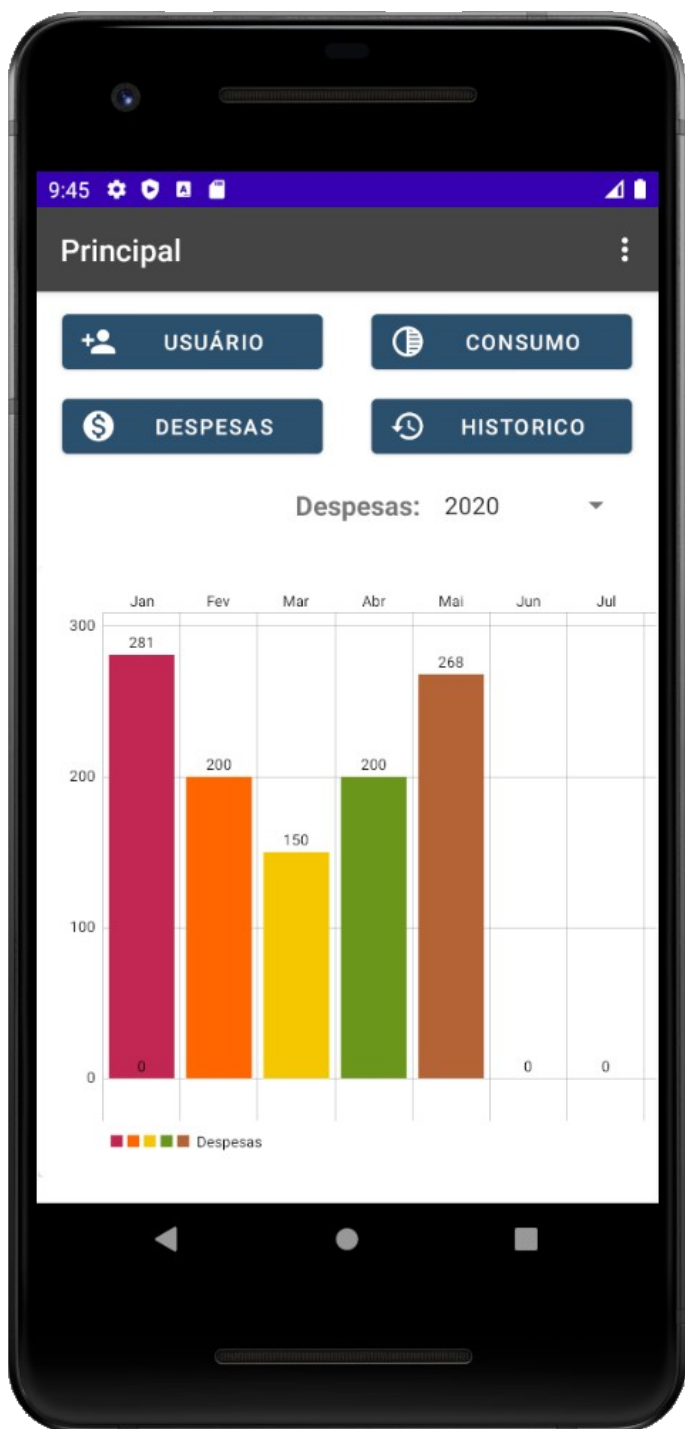 9:45
Principal
USUÁRIO CONSUMO
DESPESAS HISTORICO
Despesas: 2020
Jan Fev Mar Abr Mai Jun Jul
300
281
268
200 200 200
150
100
0 0 0 0
Despesas